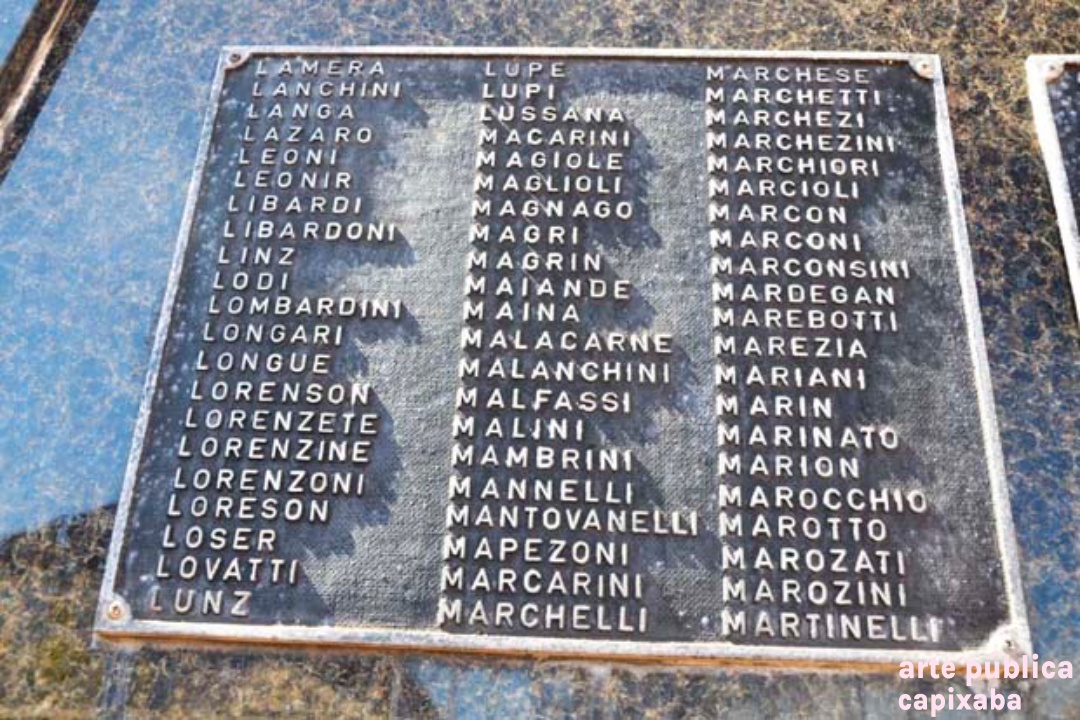 LAMERA
LANCHINI
LANGA
LAZARO
LEONI
LEONIR
LIBARDI
LIBARDONI
LINZ
LODI
LOMBARDINI
LONGARI
LONGUE
LORENSON
LORENZETE
LORENZINE
LORENZONI
LORESON
LOSER
LOVATTI
LUNZ
LUPE
LUPI
LUSSANA
MACARINI
MAGIOLE
MAGLIOLI
MAGNAGO
MAGRI
MAGRIN
MAIANDE
MAINA
MALACARNE
MALANCHINI
MALFASSI
MALINI
MAMBRINI
MANNELLI
MANTOVANELLI
MAPEZONI
MARCARINI
MARCHELLI
MARCHESE
MARCHETTI
MARCHEZI
MARCHEZINI
MARCHIORI
MARCIOLI
MARCON
MARCONI
MARCONSINI
MARDEGAN
MAREBOTTI
MAREZIA
MARIANI
MARIN
MARINATO
MARION
MAROCCHIO
MAROTTO
MAROZATI
MAROZINI
MARTINELLI
arte pública
capixaba